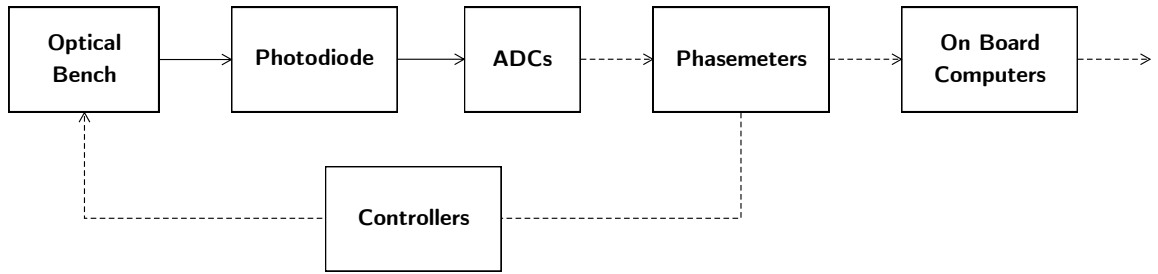 Optical
Bench
Photodiode
ADCs
Phasemeters
On Board
Computers
Controllers